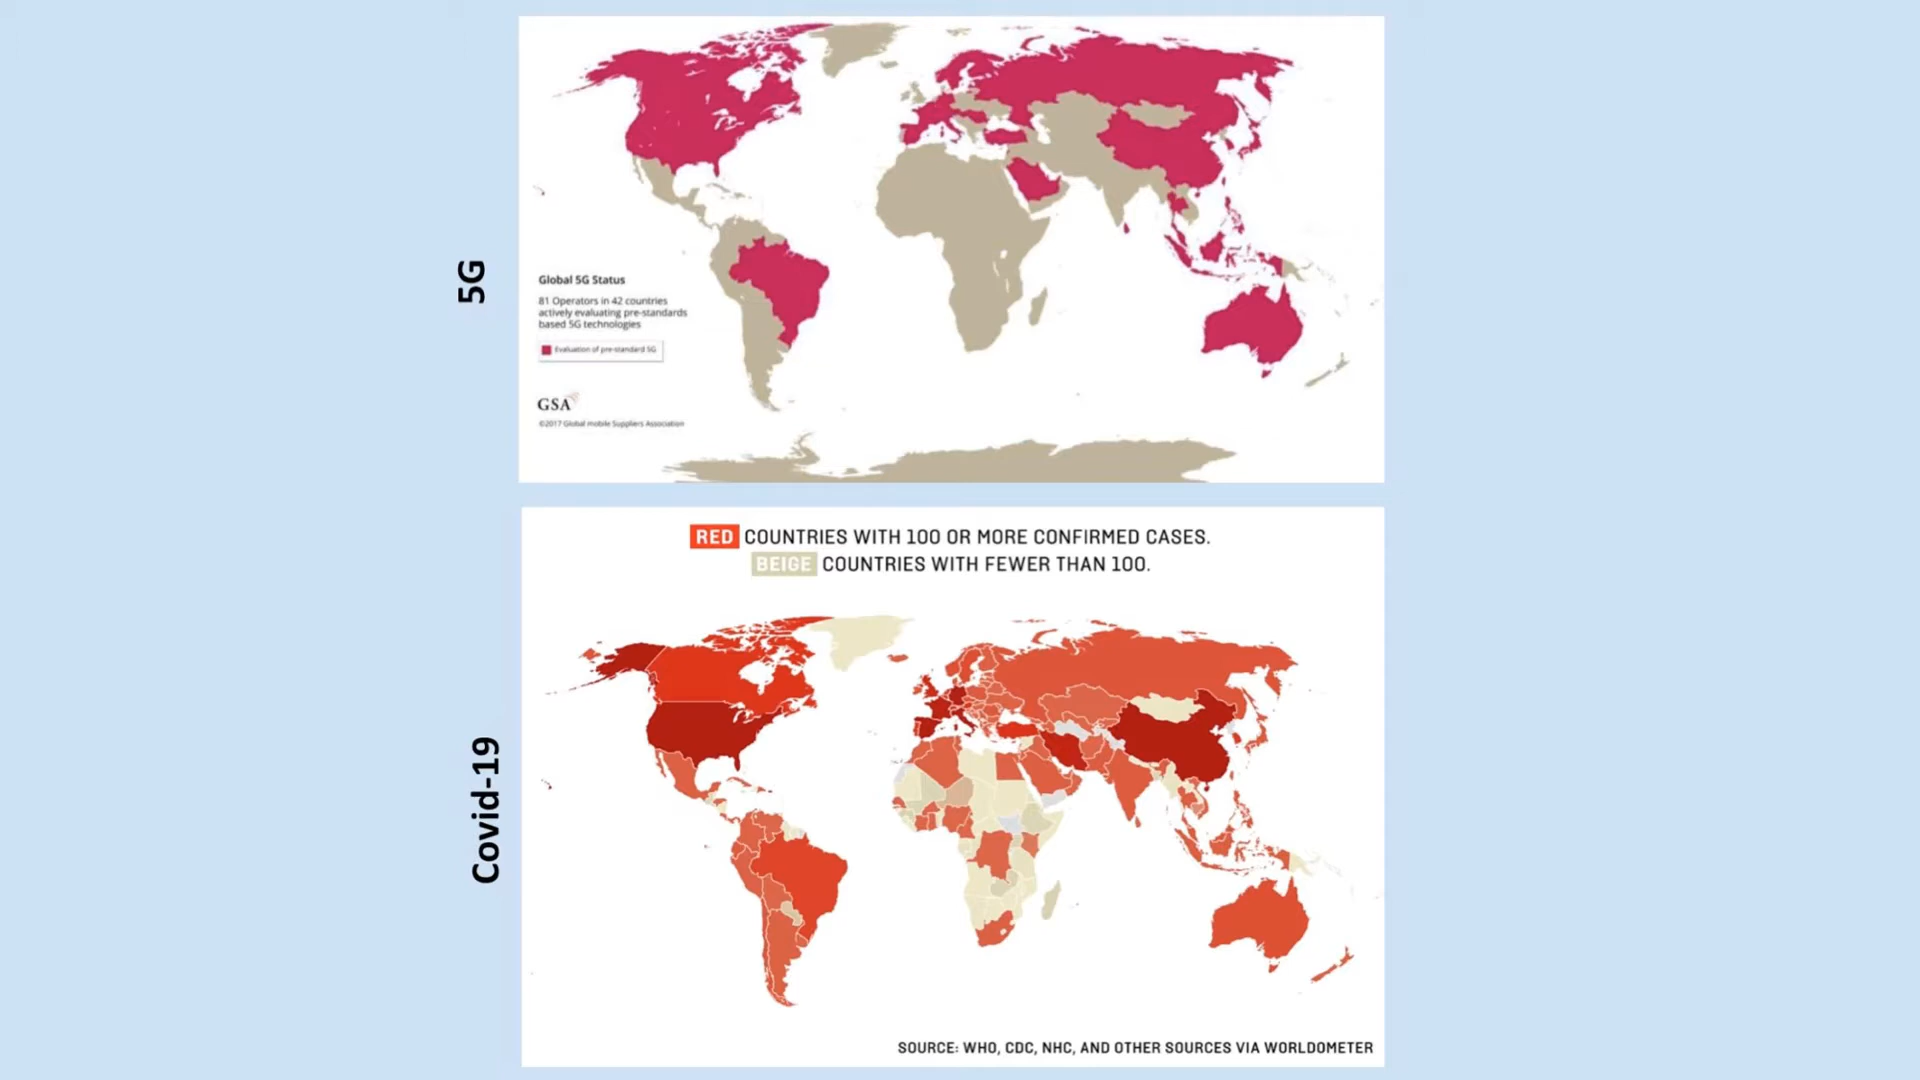 5G
Global 5G Status
81 Operators in 42 countries
actively evaluating pre-standards
based 5G technologies
Evaluation of pre-standard 5G
GSA
©2017 Global mobile Suppliers Association
Covid-19
RED COUNTRIES WITH 100 OR MORE CONFIRMED CASES.
BEIGE COUNTRIES WITH FEWER THAN 100.
SOURCE: WHO, CDC, NHC, AND OTHER SOURCES VIA WORLDOMETER